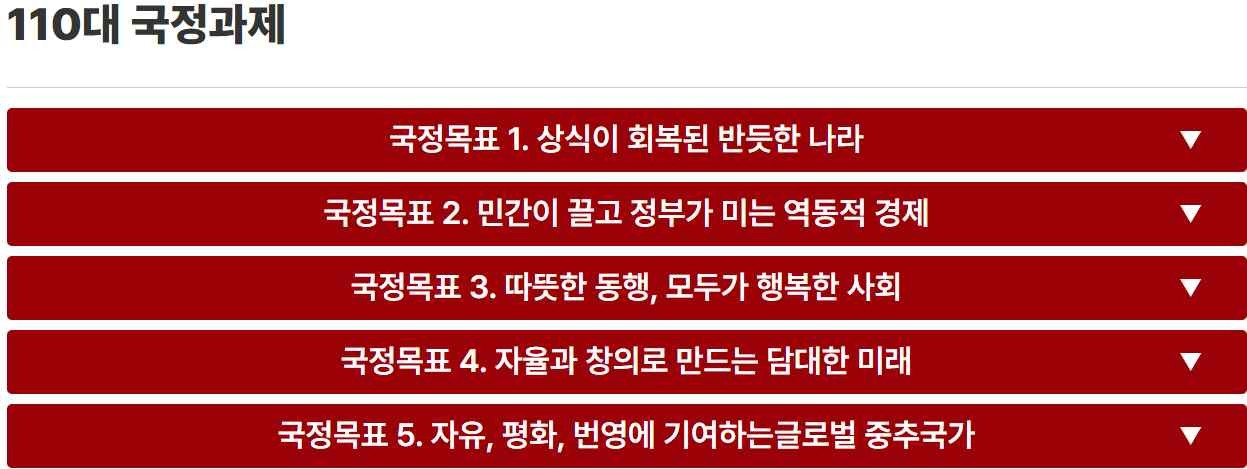 110대 국정과제
국정목표 1. 상식이 회복된 반듯한 나라
국정목표 2. 민간이 끌고 정부가 미는 역동적 경제
국정목표 3. 따뜻한 동행, 모두가 행복한 사회
국정목표 4. 자율과 창의로 만드는 담대한 미래
국정목표 5. 자유, 평화, 번영에 기여하는글로벌 중추국가